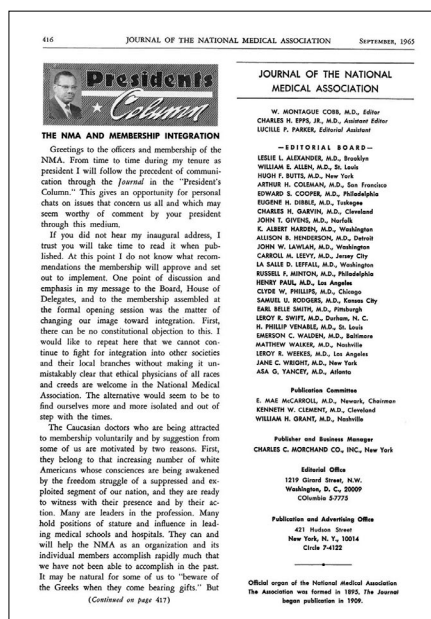 416
JOURNAL OF THE NATIONAL MEDICAL ASSOCIATION
SEPTEMBER, 1965
Presidents
Column
THE NMA AND MEMBERSHIP INTEGRATION
Greetings to the officers and membership of the
NMA. From time to time during my tenure as
president I will follow the precedent of communi-
cation through the Journal in the "President's
Column." This gives an opportunity for personal
chats on issues that concern us all and which may
seem worthy of comment by your president
through this medium.
If you did not hear my inaugural address, I
trust you will take time to read it when pub-
lished. At this point I do not know what recom-
mendations the membership will approve and set
out to implement. One point of discussion and
emphasis in my message to the Board, House of
Delegates, and to the membership assembled at
the formal opening session was the matter of
changing our image toward integration. First,
there can be no constitutional objection to this. I
would like to repeat here that we cannot con-
tinue to fight for integration into other societies
and their local branches without making it un-
mistakably clear that ethical physicians of all races
and creeds are welcome in the National Medical
Association. The alternative would seem to be to
find ourselves more and more isolated and out of
step with the times.
The Caucasian doctors who are being attracted
to membership voluntarily and by suggestion from
some of us are motivated by two reasons. First,
they belong to that increasing number of white
Americans whose consciences are being awakened
by the freedom struggle of a suppressed and ex-
ploited segment of our nation, and they are ready
to witness with their presence and by their ac-
tion. Many are leaders in the profession. Many
hold positions of stature and influence in lead-
ing medical schools and hospitals. They can and
will help the NMA as an organization and its
individual members accomplish rapidly much that
we have not been able to accomplish in the past.
It may be natural for some of us to "beware of
the Greeks when they come bearing gifts." But
(Continued on page 417)
JOURNAL OF THE NATIONAL
MEDICAL ASSOCIATION
W. MONTAGUE COBB, M.D., Editor
CHARLES H. EPPS, JR., M.D., Assistant Editor
LUCILLE P. PARKER, Editorial Assistant
—EDITORIAL BOARD—
LESLIE L. ALEXANDER, M.D., Brooklyn
WILLIAM E. ALLEN, M.D., St. Louis
HUGH F. BUTTS, M.D., New York
ARTHUR H. COLEMAN, M.D., San Francisco
EDWARD S. COOPER, M.D., Philadelphia
EUGENE H. DIBBLE, M.D., Tuskegee
CHARLES H. GARVIN, M.D., Cleveland
JOHN T. GIVENS, M.D., Norfolk
K. ALBERT HARDEN, M.D., Washington
ALLISON B. HENDERSON, M.D., Detroit
JOHN W. LAWLAH, M.D., Washington
CARROLL M. LEEVY, M.D., Jersey City
LA SALLE D. LEFFALL, M.D., Washington
RUSSELL F. MINTON, M.D., Philadelphia
HENRY PAUL, M.D., Los Angeles
CLYDE W. PHILLIPS, M.D., Chicago
SAMUEL U. RODGERS, M.D., Kansas City
EARL BELLE SMITH, M.D., Pittsburgh
LEROY R. SWIFT, M.D., Durham, N. C.
H. PHILLIP VENABLE, M.D., St. Louis
EMERSON C. WALDEN, M.D., Baltimore
MATTHEW WALKER, M.D., Nashville
LEROY R. WEEKES, M.D., Los Angeles
JANE C. WRIGHT, M.D., New York
ASA G. YANCEY, M.D., Atlanta
Publication Committee
E. MAE McCARROLL, M.D., Newark, Chairman
KENNETH W. CLEMENT, M.D., Cleveland
WILLIAM H. GRANT, M.D., Nashville
Publisher and Business Manager
CHARLES C. MORCHAND CO., INC., New York
Editorial Office
1219 Girard Street, N.W.
Washington, D. C., 20009
COlumbia 5-7775
Publication and Advertising Office
421 Hudson Street
New York, N. Y., 10014
CIrcle 7-4122
Official organ of the National Medical Association
The Association was formed in 1895. The Journal
began publication in 1909.